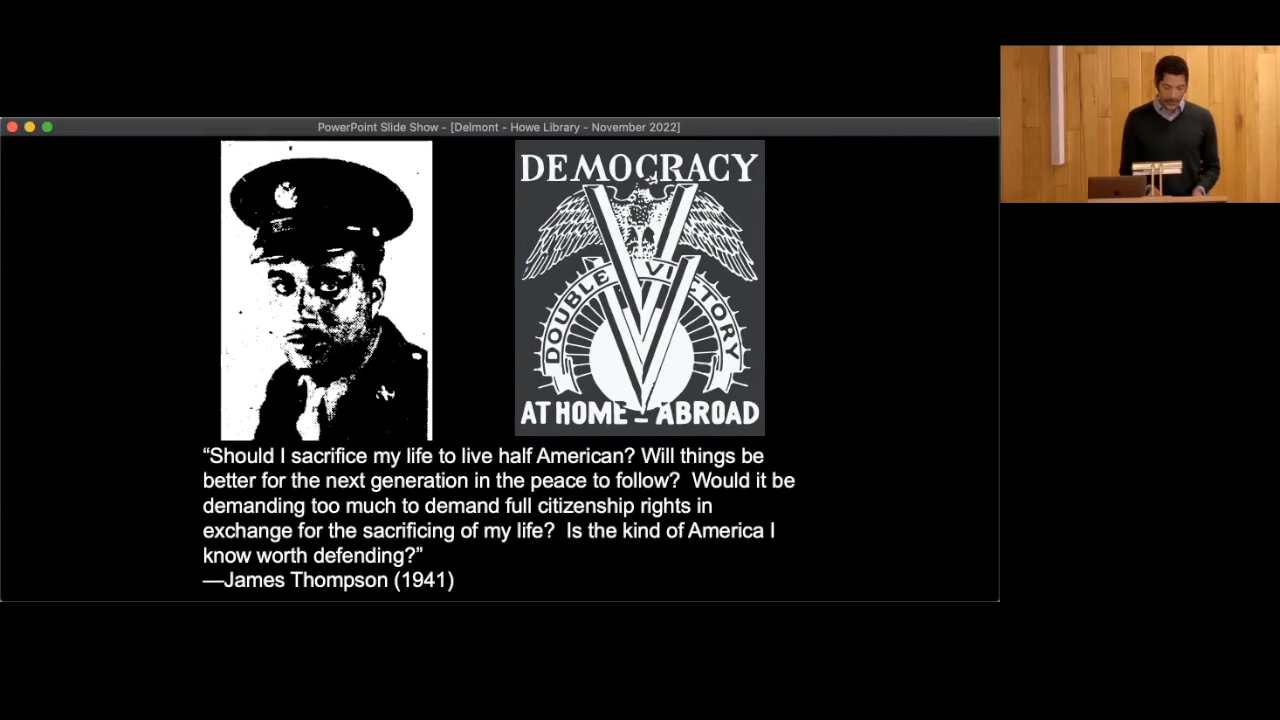 PowerPoint Slide Show - [Delmont - Howe Library - November 2022]
DEMOCRACY
DOUBLE VICTORY
AT HOME – ABROAD
“Should I sacrifice my life to live half American? Will things be
better for the next generation in the peace to follow?  Would it be
demanding too much to demand full citizenship rights in
exchange for the sacrificing of my life?  Is the kind of America I
know worth defending?”
—James Thompson (1941)